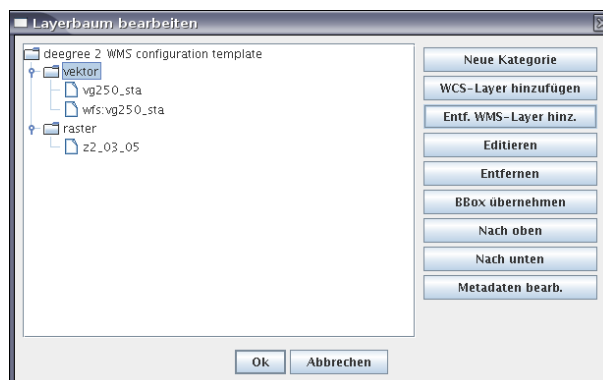 Layerbaum bearbeiten
deegree 2 WMS configuration template
vektor
vg250_sta
wfs:vg250_sta
raster
z2_03_05
Neue Kategorie
WCS-Layer hinzufügen
Entf. WMS-Layer hinz.
Editieren
Entfernen
BBox übernehmen
Nach oben
Nach unten
Metadaten bearb.
Ok
Abbrechen